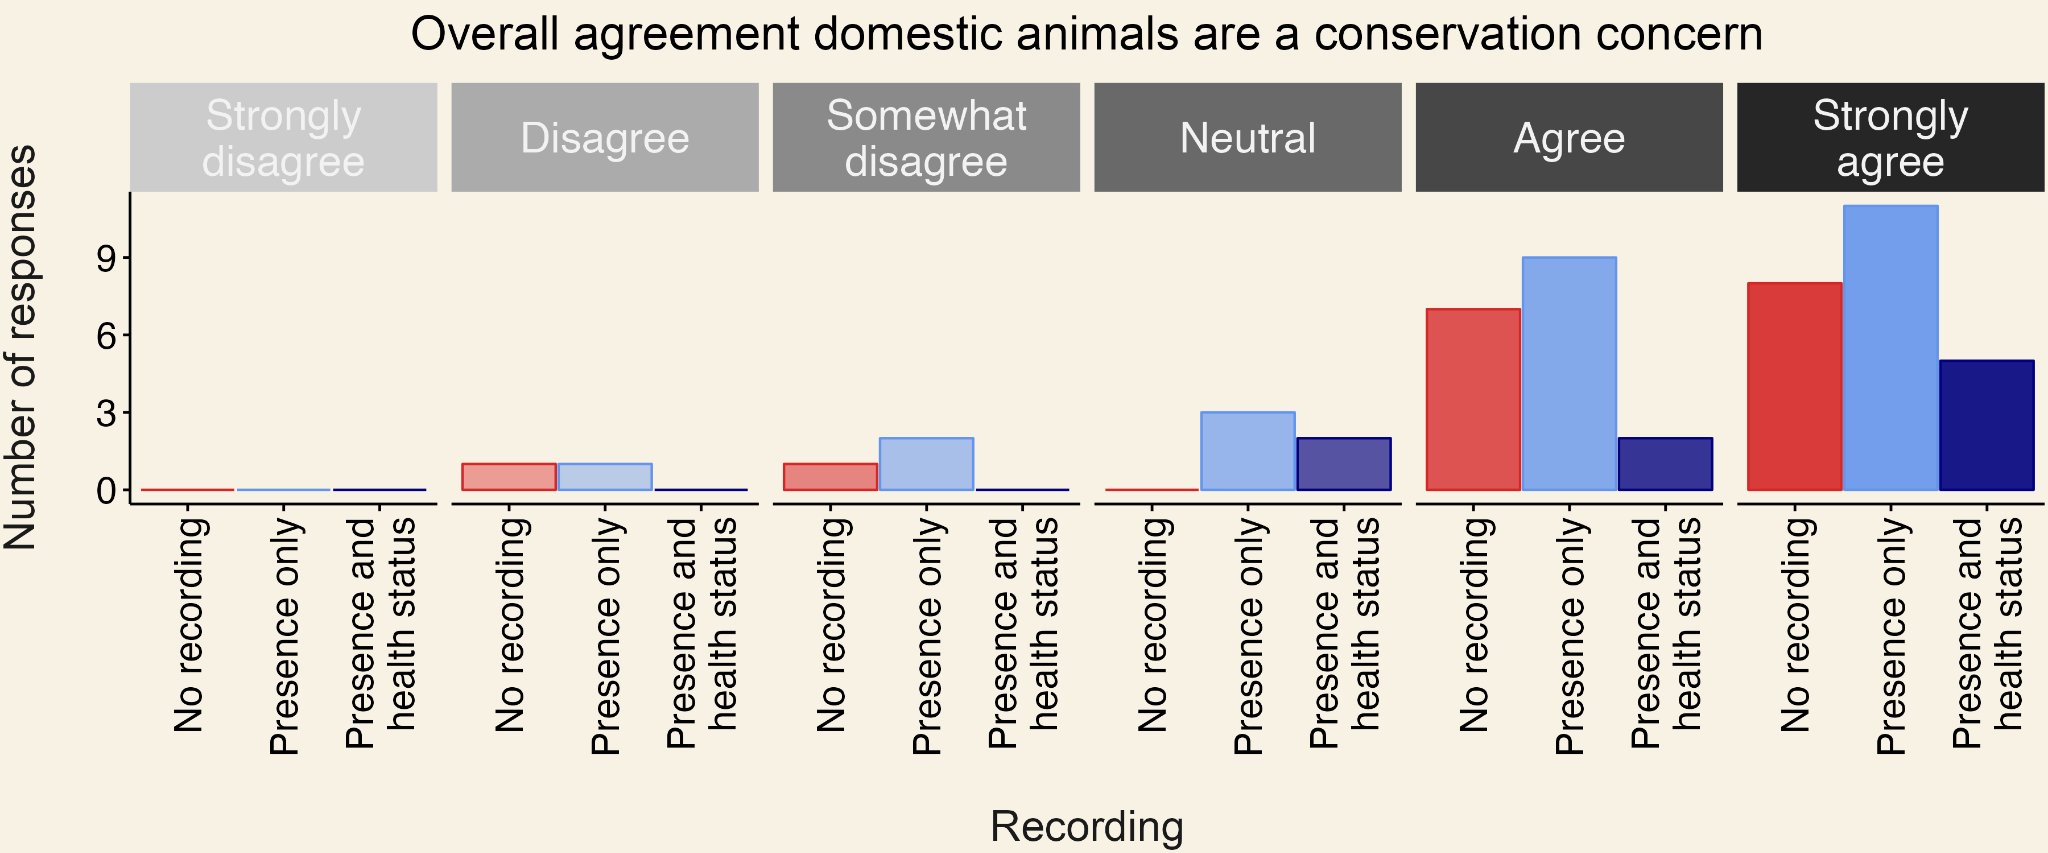 Overall agreement domestic animals are a conservation concern
Strongly
disagree
Disagree
Somewhat
disagree
Neutral
Agree
Strongly
agree
Number of responses
9
6
3
0
No recording
Presence only
Presence and
health status
No recording
Presence only
Presence and
health status
No recording
Presence only
Presence and
health status
No recording
Presence only
Presence and
health status
No recording
Presence only
Presence and
health status
No recording
Presence only
Presence and
health status
Recording